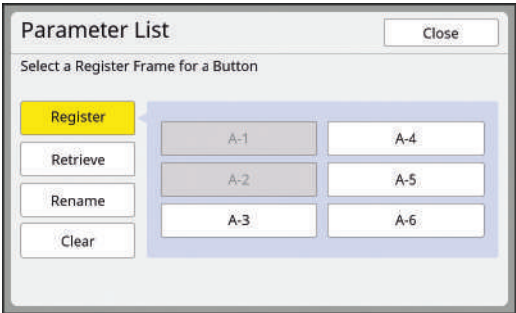 Parameter List
Close
Select a Register Frame for a Button
Register
A-1
A-4
Retrieve
A-2
A-5
Rename
A-3
A-6
Clear